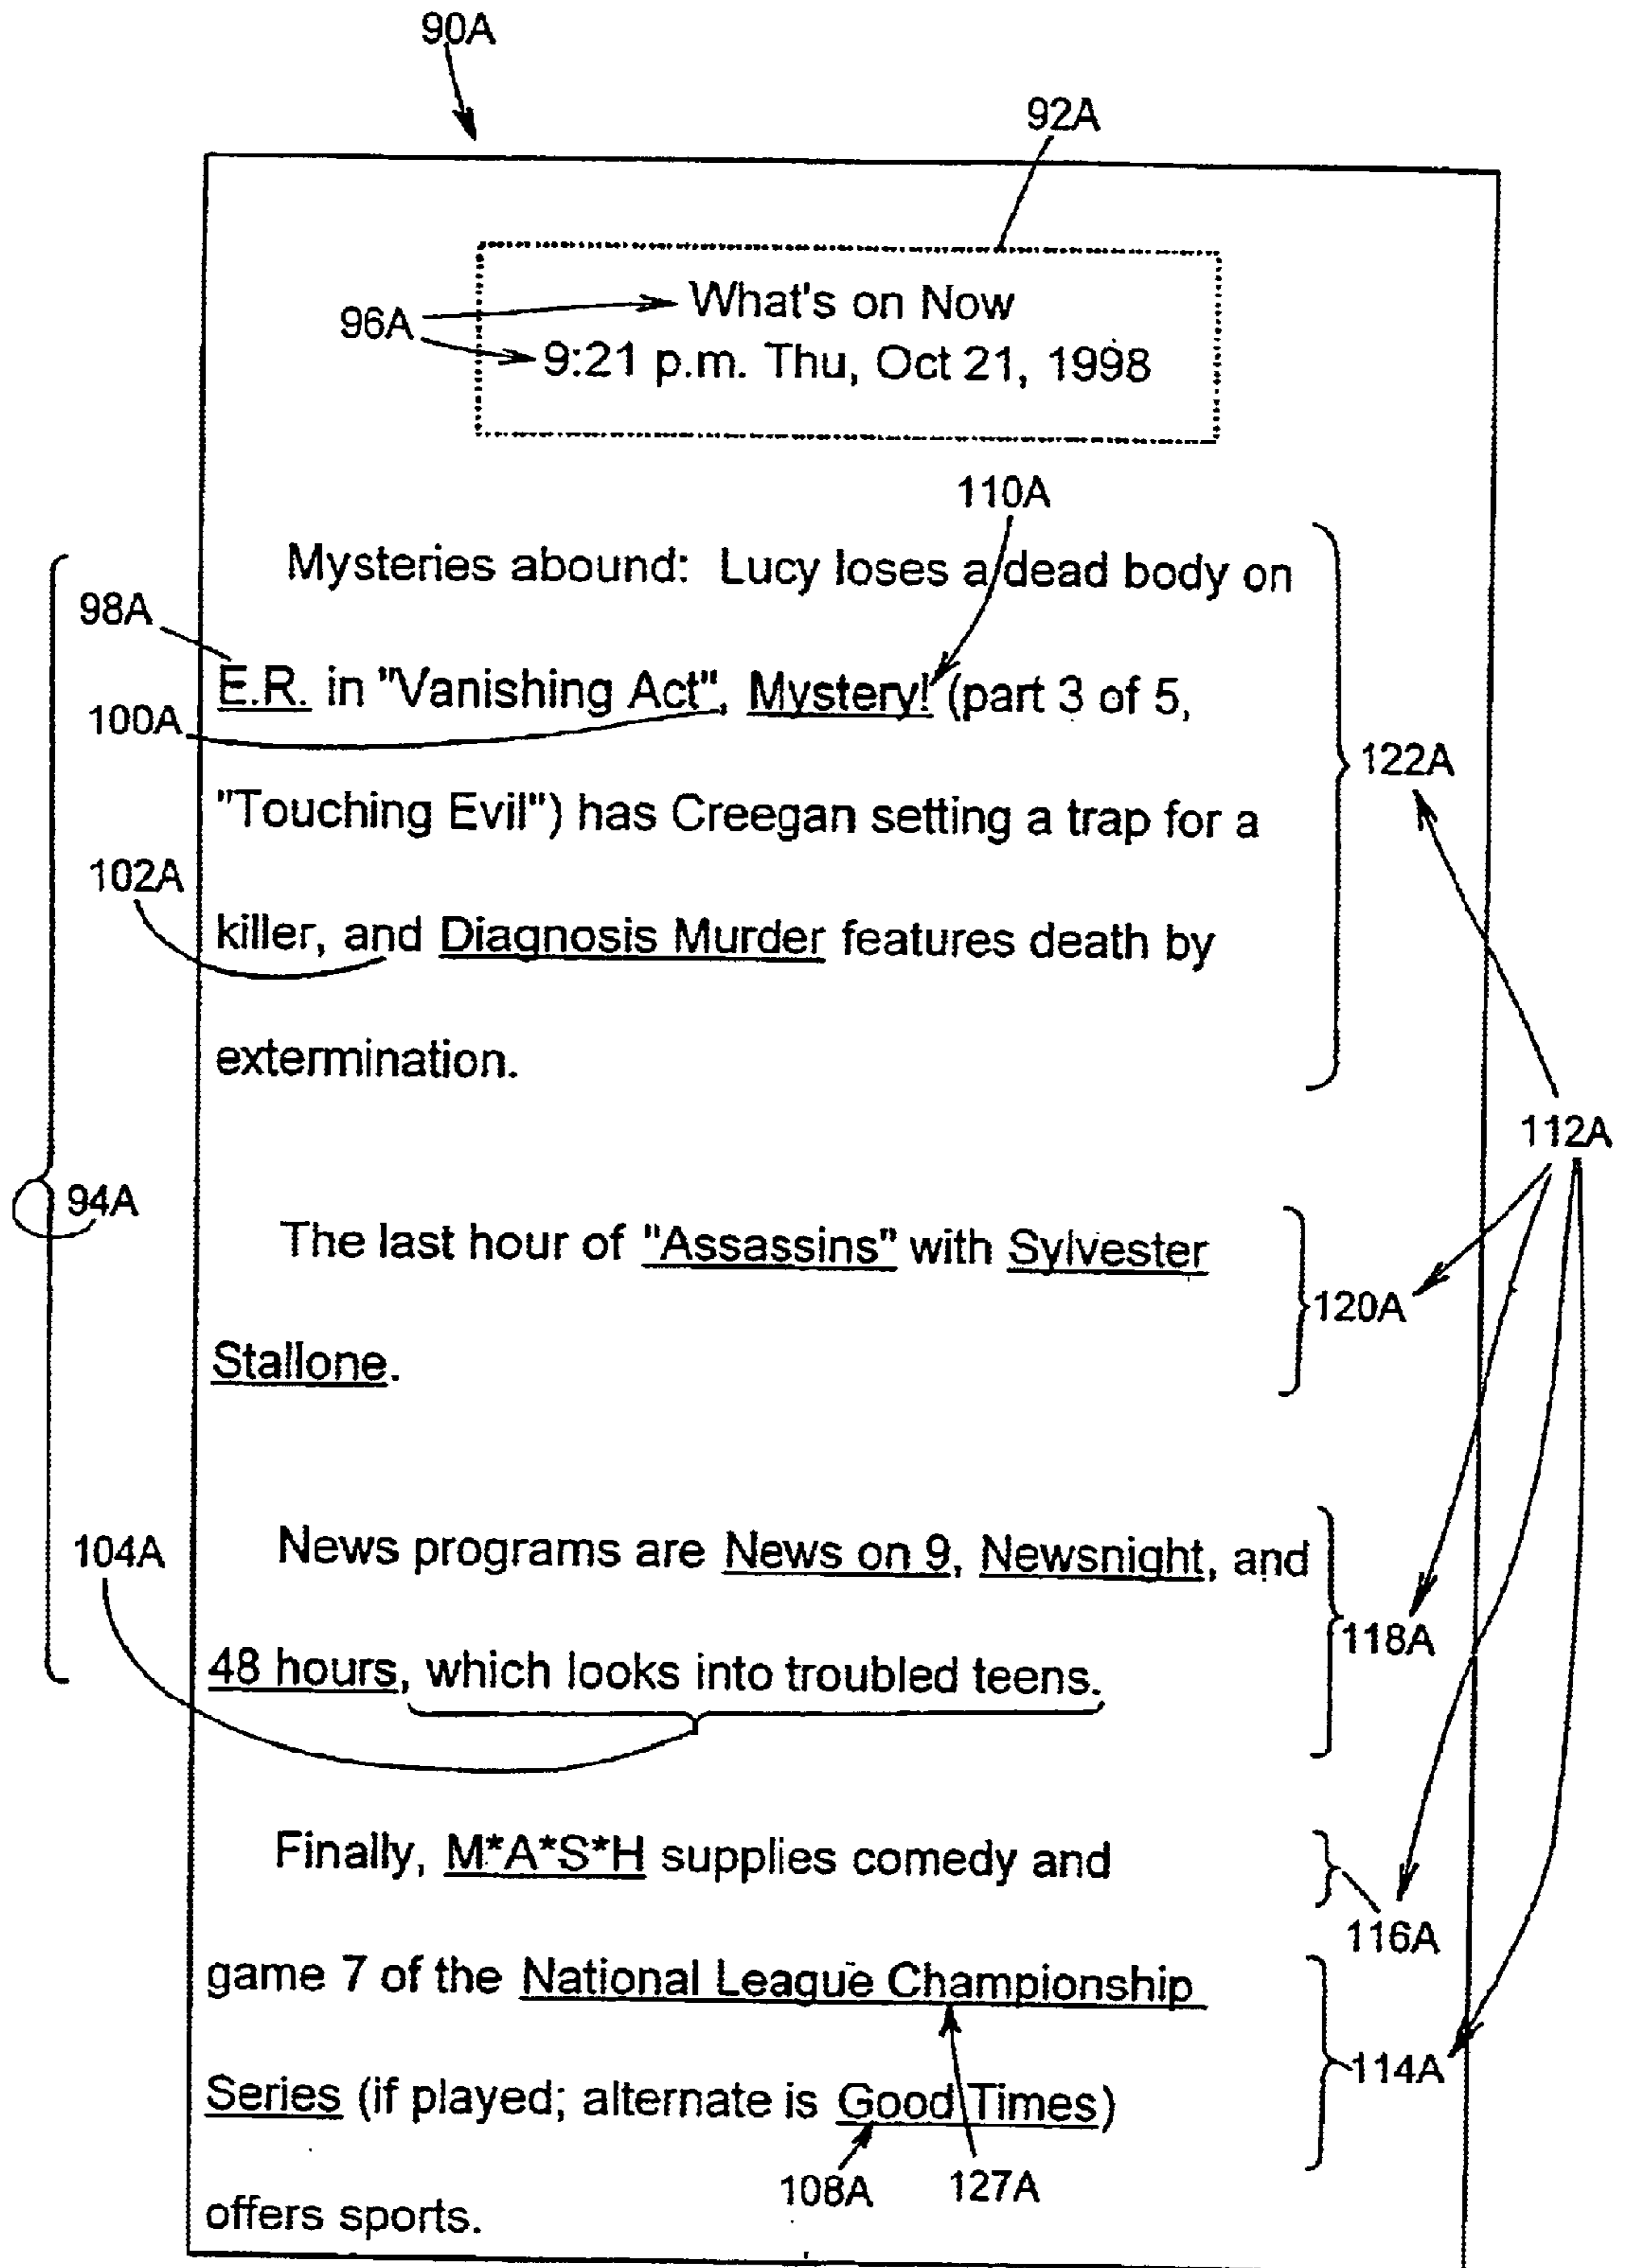 90A
92A
What's on Now
96A
9:21 p.m. Thu, Oct 21, 1998
110A
Mysteries abound: Lucy loses a dead body on
98A
E.R. in "Vanishing Act", Mystery! (part 3 of 5,
100A
122A
"Touching Evil") has Creegan setting a trap for a
102A
killer, and Diagnosis Murder features death by
extermination.
112A
94A
The last hour of "Assassins" with Sylvester
120A
Stallone.
104A
News programs are News on 9, Newsnight, and
118A
48 hours, which looks into troubled teens.
Finally, M*A*S*H supplies comedy and
116A
game 7 of the National League Championship
114A
Series (if played; alternate is Good Times)
108A
127A
offers sports.